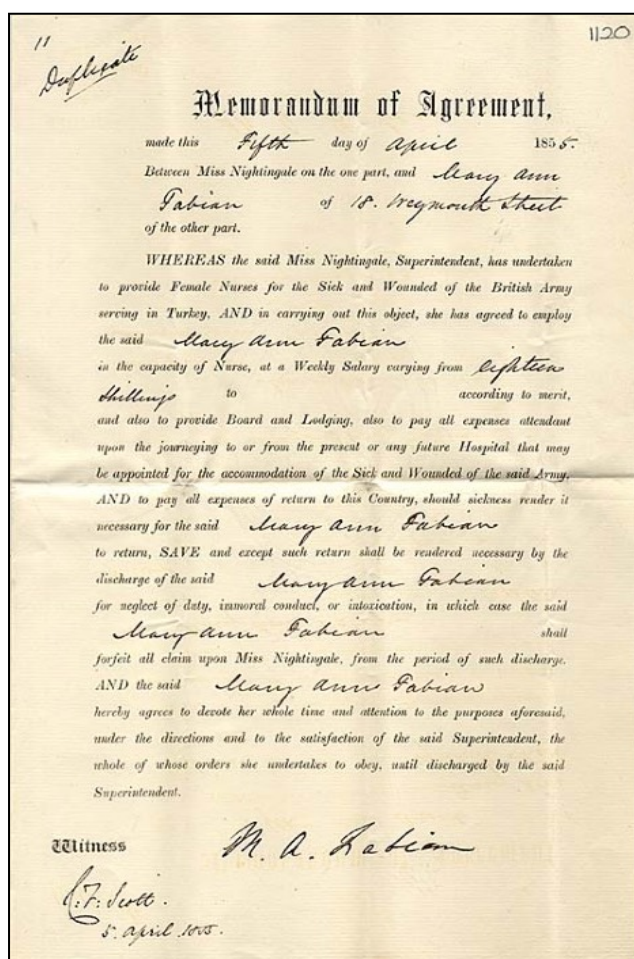 1120
11
Duplicate
Memorandum of Agreement,
made this Fifth day of April 1855.
Between Miss Nightingale on the one part, and Mary Ann
Fabian of 18. Weymouth Street
of the other part.
WHEREAS the said Miss Nightingale, Superintendent, has undertaken
to provide Female Nurses for the Sick and Wounded of the British Army
serving in Turkey, AND in carrying out this object, she has agreed to employ
the said Mary Ann Fabian
in the capacity of Nurse, at a Weekly Salary varying from eighteen
shillings to according to merit,
and also to provide Board and Lodging, also to pay all expenses attendant
upon the journeying to or from the present or any future Hospital that may
be appointed for the accommodation of the Sick and Wounded of the said Army.
AND to pay all expenses of return to this Country, should sickness render it
necessary for the said Mary Ann Fabian
to return, SAVE and except such return shall be rendered necessary by the
discharge of the said Mary Ann Fabian
for neglect of duty, immoral conduct, or intoxication, in which case the said
Mary Ann Fabian shall
forfeit all claim upon Miss Nightingale, from the period of such discharge.
AND the said Mary Ann Fabian
hereby agrees to devote her whole time and attention to the purposes aforesaid,
under the directions and to the satisfaction of the said Superintendent, the
whole of whose orders she undertakes to obey, until discharged by the said
Superintendent.
Witness M. A. Fabian
C. F. Scott.
5. April 1855.